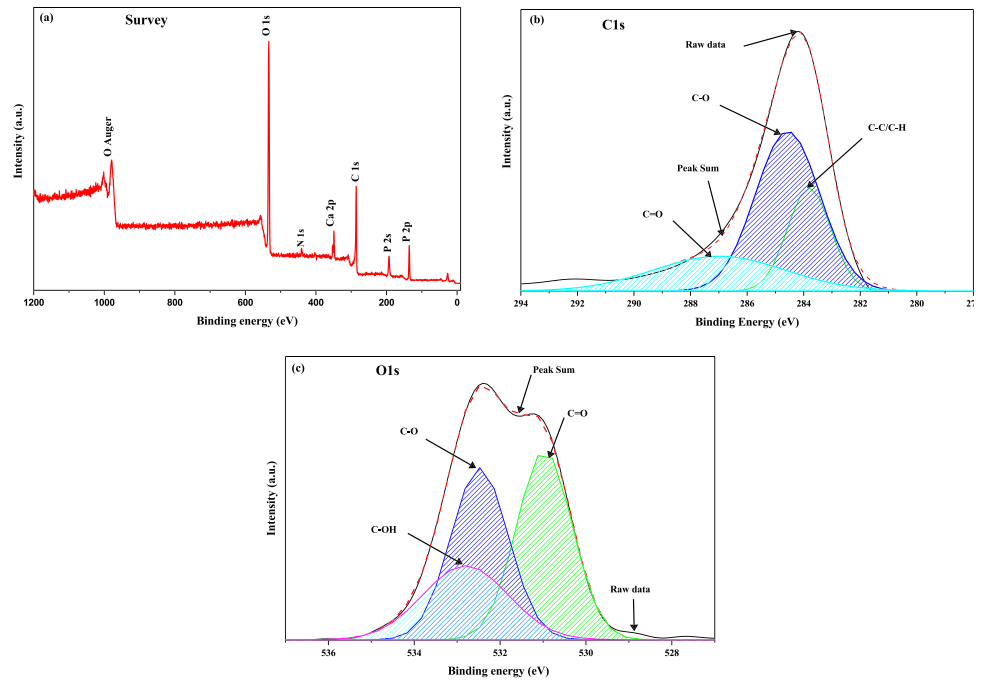 (a)
Survey
O 1s
O Auger
N 1s
Ca 2p
C 1s
P 2s
P 2p
Intensity (a.u.)
1200 1000 800 600 400 200 0
Binding energy (eV)
(b)
C1s
Raw data
C-O
C-C/C-H
Peak Sum
C=O
Intensity (a.u.)
294 290 288 286 284 282 280 27
Binding Energy (eV)
(c)
O1s
Peak Sum
C=O
C-O
C-OH
Raw data
Intensity (a.u.)
536 534 532 530 528
Binding energy (eV)